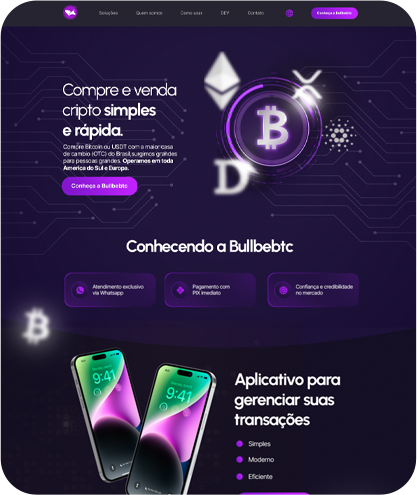 Soluções Quem somos Como usar DEV Contato Conheça a Bullbebtc
Compre e venda
cripto simples
e rápida.
Compre Bitcoin ou USDT com a maior casa
de câmbio (OTC) do Brasil, surgimos grandes
para pessoas grandes. Operamos em toda
America do Sul e Europa.
Conheça a Bullbebtc
Conhecendo a Bullbebtc
Atendimento exclusivo
via Whatsapp
Pagamento com
PIX imediato
Confiança e credibilidade
no mercado
9:41
9:41
Aplicativo para
gerenciar suas
transações
Simples
Moderno
Eficiente